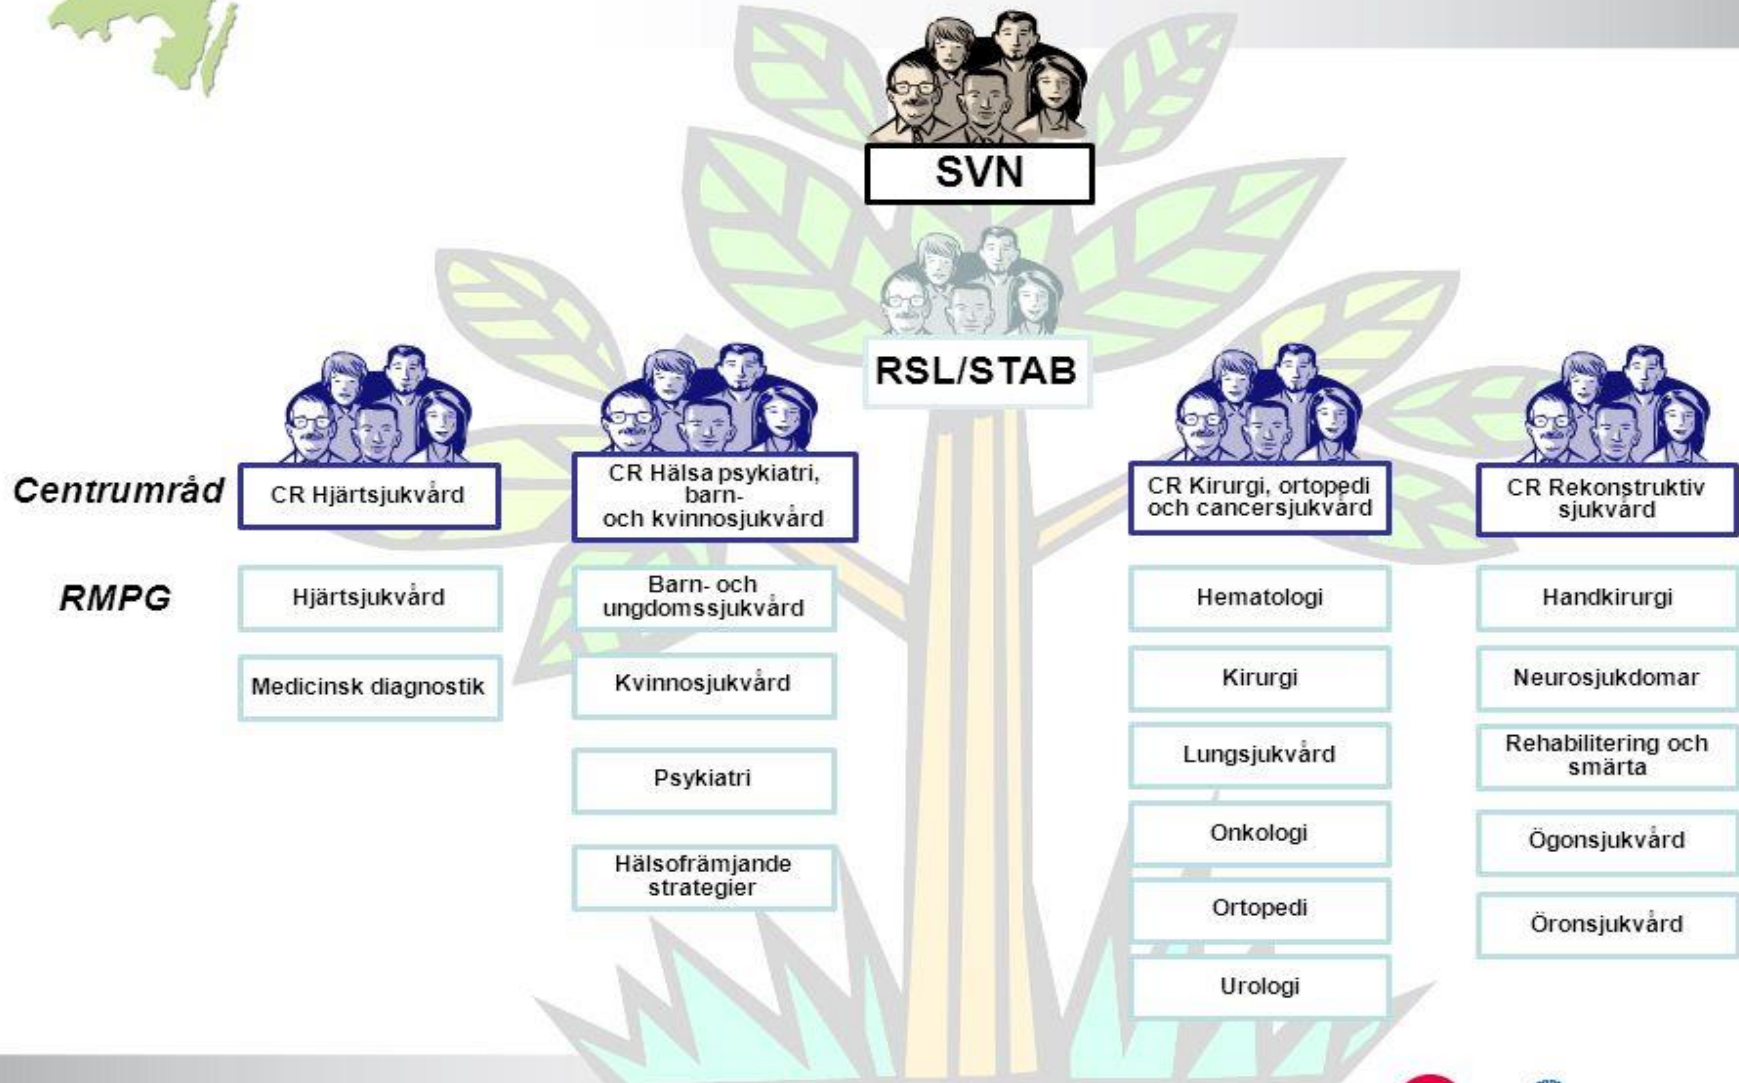 SVN
RSL/STAB
Centrumråd
CR Hjärtsjukvård
CR Hälsa psykiatri,
barn-
och kvinnosjukvård
CR Kirurgi, ortopedi
och cancersjukvård
CR Rekonstruktiv
sjukvård
RMPG
Hjärtsjukvård
Medicinsk diagnostik
Barn- och
ungdomssjukvård
Kvinnosjukvård
Psykiatri
Hälsofrämjande
strategier
Hematologi
Kirurgi
Lungsjukvård
Onkologi
Ortopedi
Urologi
Handkirurgi
Neurosjukdomar
Rehabilitering och
smärta
Ögonsjukvård
Öronsjukvård